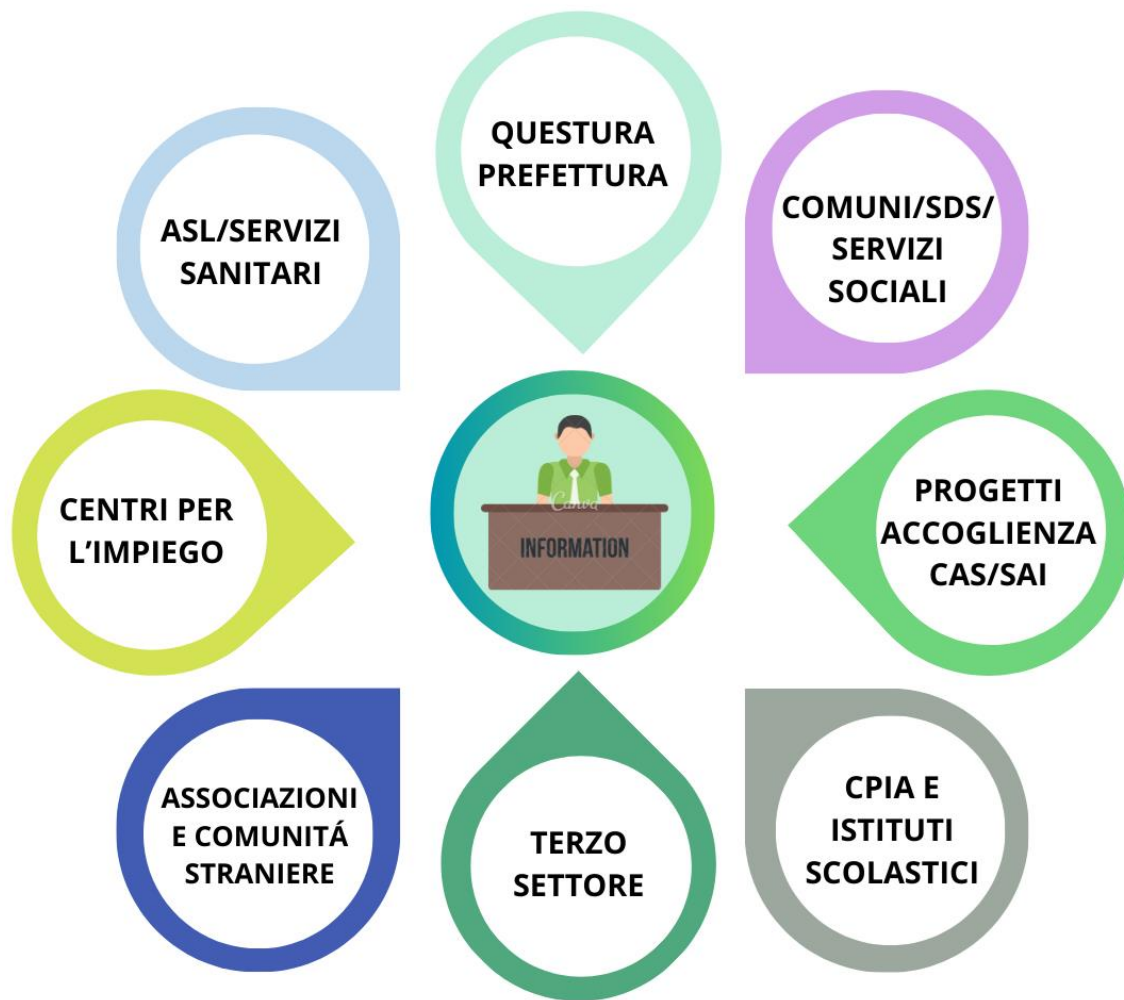 QUESTURA
PREFETTURA
COMUNI/SDS/
SERVIZI
SOCIALI
ASL/SERVIZI
SANITARI
CENTRI PER
L'IMPIEGO
Canva
INFORMATION
PROGETTI
ACCOGLIENZA
CAS/SAI
ASSOCIAZIONI
E COMUNITÁ
STRANIERE
TERZO
SETTORE
CPIA E
ISTITUTI
SCOLASTICI